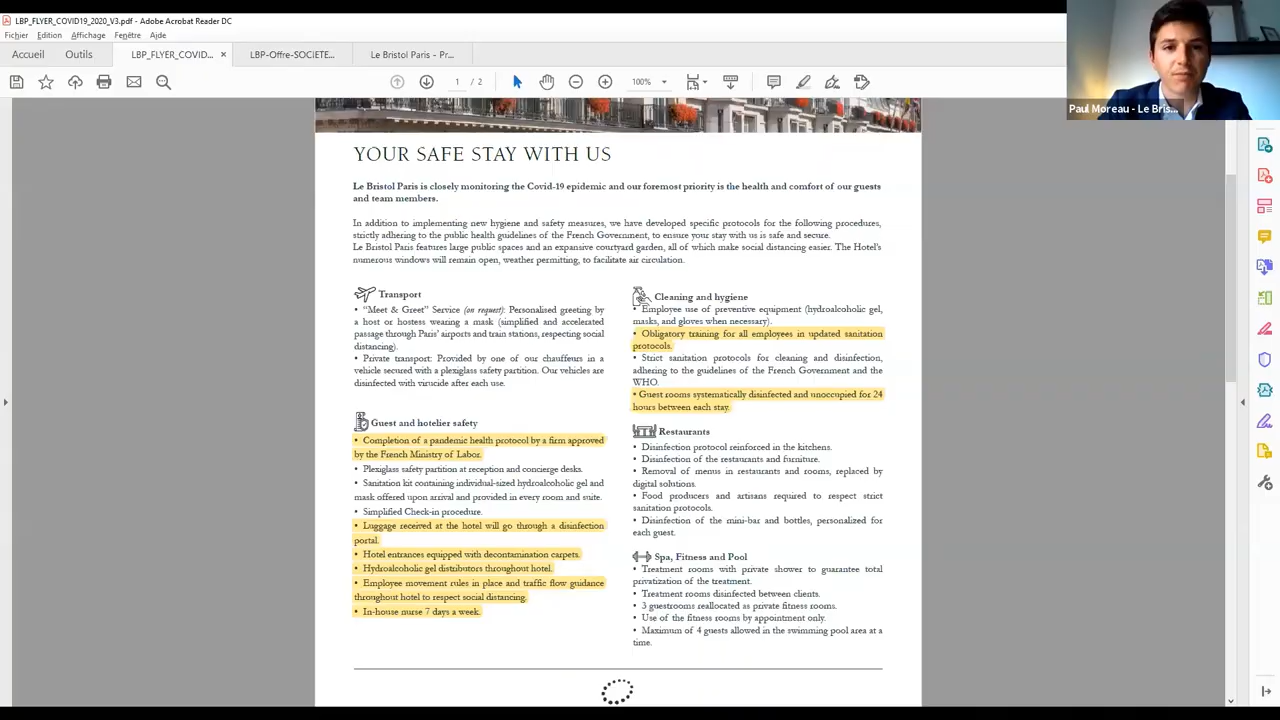 LBP_FLYER_COVID19_2020_V3.pdf - Adobe Acrobat Reader DC
Fichier Edition Affichage Fenêtre Aide
Accueil Outils LBP_FLYER_COVID... × LBP-Offre-SOCIETE... Le Bristol Paris - Pr...
1 / 2 100%
Paul Moreau - Le Bris...
YOUR SAFE STAY WITH US
Le Bristol Paris is closely monitoring the Covid-19 epidemic and our foremost priority is the health and comfort of our guests
and team members.
In addition to implementing new hygiene and safety measures, we have developed specific protocols for the following procedures,
strictly adhering to the public health guidelines of the French Government, to ensure your stay with us is safe and secure.
Le Bristol Paris features large public spaces and an expansive courtyard garden, all of which make social distancing easier. The Hotel's
numerous windows will remain open, weather permitting, to facilitate air circulation.
Transport
• “Meet & Greet” Service (on request): Personalised greeting by
a host or hostess wearing a mask (simplified and accelerated
passage through Paris' airports and train stations, respecting social
distancing).
• Private transport: Provided by one of our chauffeurs in a
vehicle secured with a plexiglass safety partition. Our vehicles are
disinfected with virucide after each use.
Guest and hotelier safety
• Completion of a pandemic health protocol by a firm approved
by the French Ministry of Labor.
• Plexiglass safety partition at reception and concierge desks.
• Sanitation kit containing individual-sized hydroalcoholic gel and
mask offered upon arrival and provided in every room and suite.
• Simplified Check-in procedure.
• Luggage received at the hotel will go through a disinfection
portal.
• Hotel entrances equipped with decontamination carpets.
• Hydroalcoholic gel distributors throughout hotel.
• Employee movement rules in place and traffic flow guidance
throughout hotel to respect social distancing.
• In-house nurse 7 days a week.
Cleaning and hygiene
• Employee use of preventive equipment (hydroalcoholic gel,
masks, and gloves when necessary).
• Obligatory training for all employees in updated sanitation
protocols.
• Strict sanitation protocols for cleaning and disinfection,
adhering to the guidelines of the French Government and the
WHO.
• Guest rooms systematically disinfected and unoccupied for 24
hours between each stay.
Restaurants
• Disinfection protocol reinforced in the kitchens.
• Disinfection of the restaurants and furniture.
• Removal of menus in restaurants and rooms, replaced by
digital solutions.
• Food producers and artisans required to respect strict
sanitation protocols.
• Disinfection of the mini-bar and bottles, personalized for
each guest.
Spa, Fitness and Pool
• Treatment rooms with private shower to guarantee total
privatization of the treatment.
• Treatment rooms disinfected between clients.
• 3 guestrooms reallocated as private fitness rooms.
• Use of the fitness rooms by appointment only.
• Maximum of 4 guests allowed in the swimming pool area at a
time.